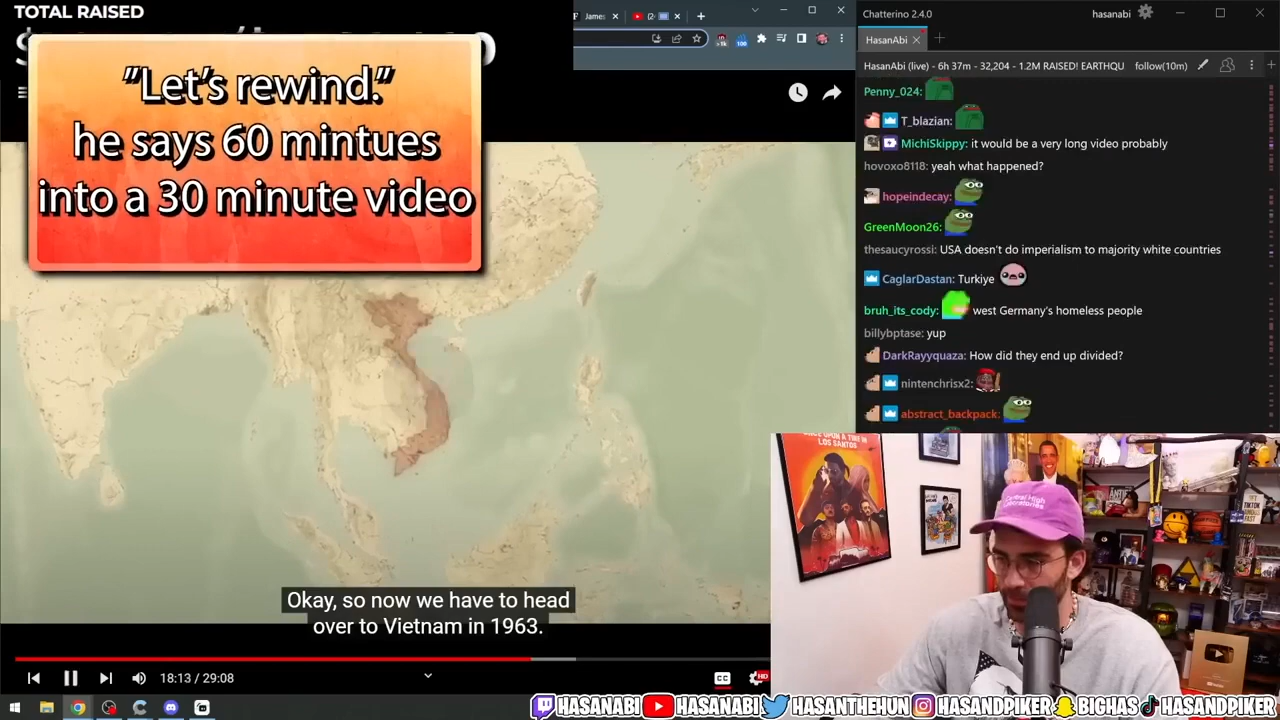 TOTAL RAISED
"Let's rewind."
he says 60 mintues
into a 30 minute video
James
Chatterino 2.4.0
hasanabi
HasanAbi
HasanAbi (live) - 6h 37m - 32,204 - 1.2M RAISED! EARTHQU
follow(10m)
Penny_024:
T_blazian:
MichiSkippy: it would be a very long video probably
hovoxo8118: yeah what happened?
hopeindecay:
GreenMoon26:
thesaucyrossi: USA doesn't do imperialism to majority white countries
CaglarDastan: Turkiye
bruh_its_cody: west Germany's homeless people
billybptase: yup
DarkRayyquaza: How did they end up divided?
nintenchrisx2:
abstract_backpack:
LOS SANTOS
Okay, so now we have to head
over to Vietnam in 1963.
18:13 / 29:08
CC
HD
HASANABI
HASANABI
HASANTHEHUN
HASANDPIKER
BIGHAS
HASANDPIKER